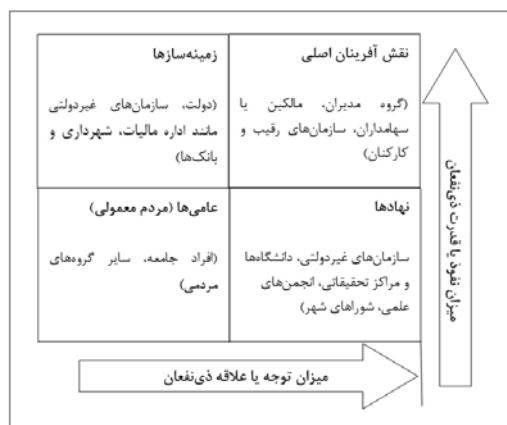 نقش آفرینان اصلی
(گروه مدیران، مالکین یا
سهامداران، سازمان‌های رقیب و
کارکنان)
زمینه‌سازها
(دولت، سازمان‌های غیردولتی
مانند اداره مالیات، شهرداری و
بانک‌ها)
نهادها
سازمان‌های غیردولتی، دانشگاه‌ها
و مراکز تحقیقاتی، انجمن‌های
علمی، شوراهای شهر)
عامی‌ها (مردم معمولی)
(افراد جامعه، سایر گروه‌های
مردمی)
میزان نفوذ یا قدرت ذی‌نفعان
میزان توجه یا علاقه ذی‌نفعان